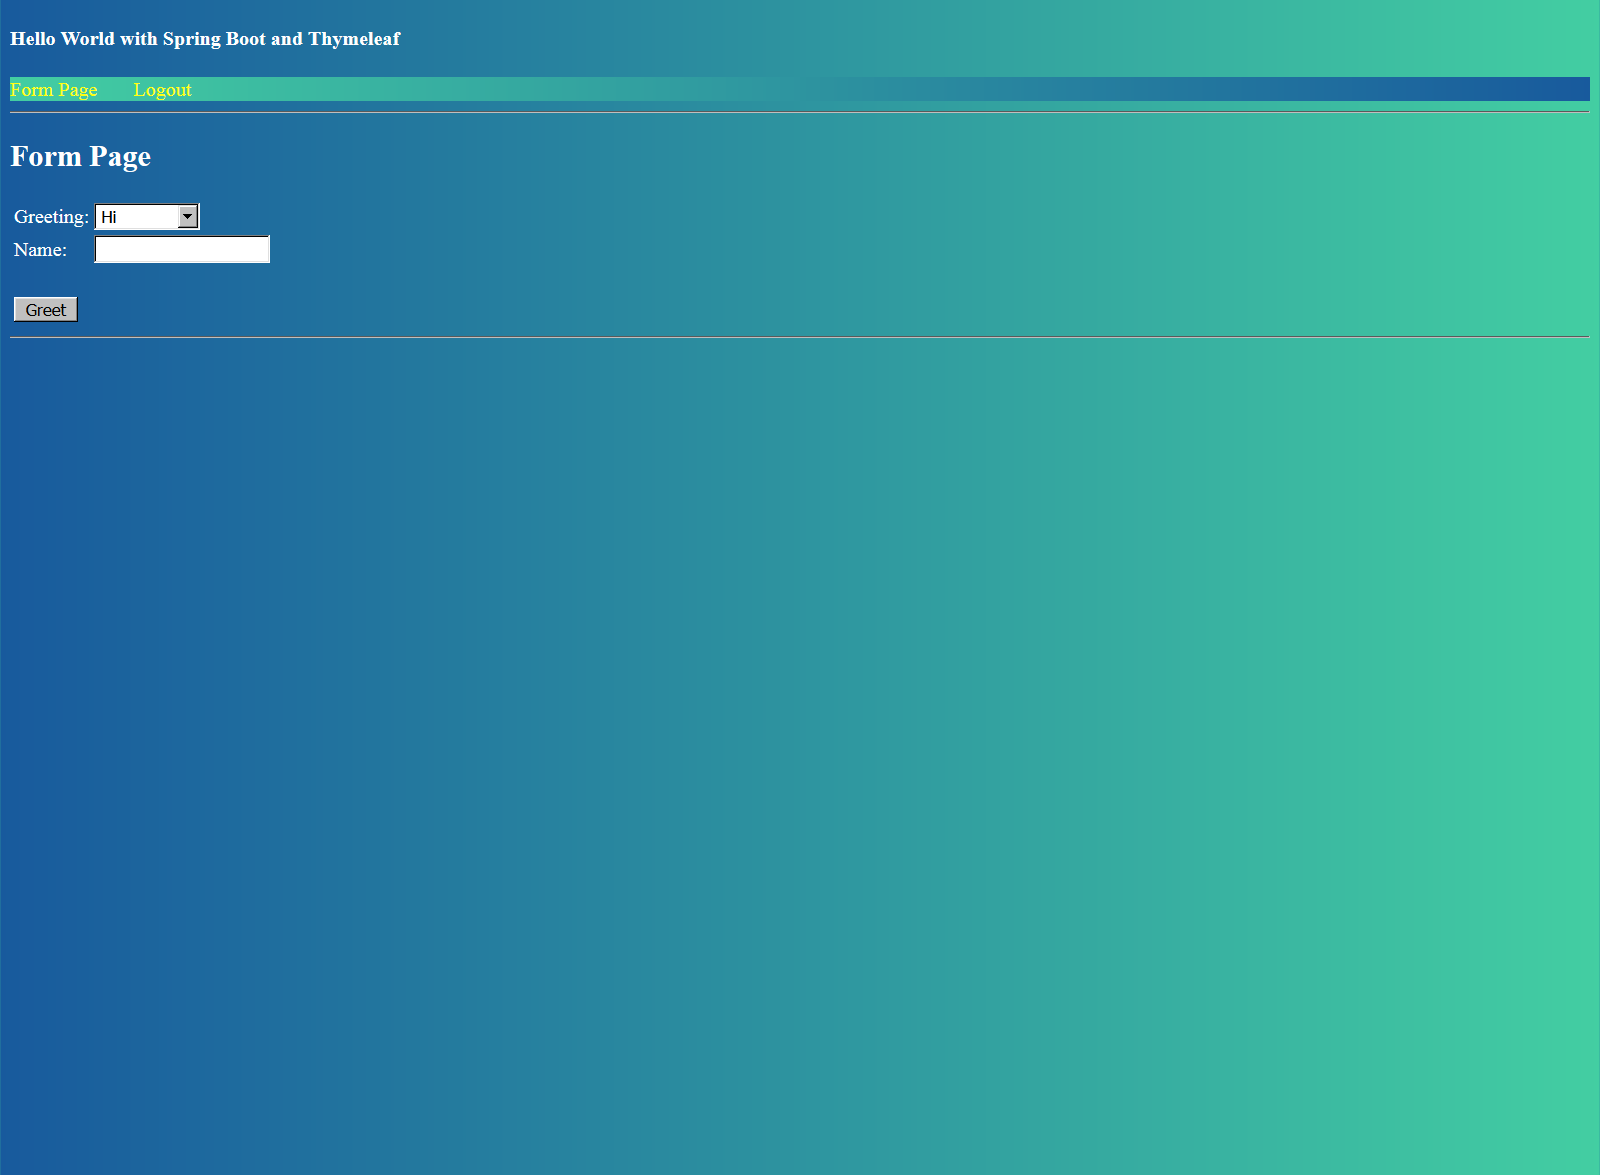 Hello World with Spring Boot and Thymeleaf
Form Page Logout
Form Page
Greeting: Hi
Name:
Greet